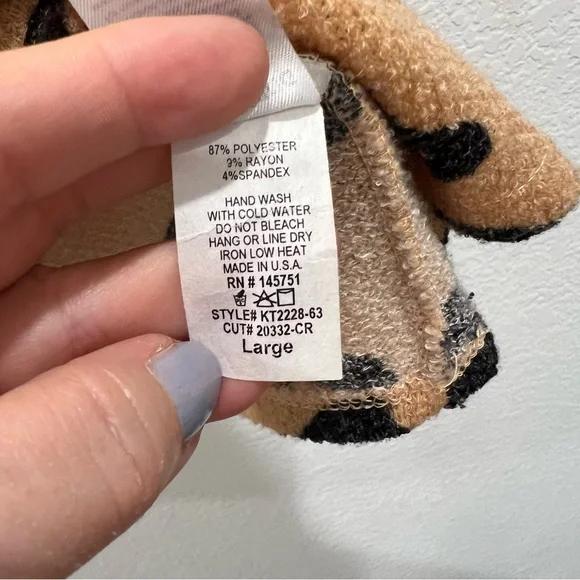 87% POLYESTER
9% RAYON
4%SPANDEX
HAND WASH
WITH COLD WATER
DO NOT BLEACH
HANG OR LINE DRY
IRON LOW HEAT
MADE IN U.S.A.
RN # 145751
STYLE# KT2228-63
CUT# 20332-CR
Large